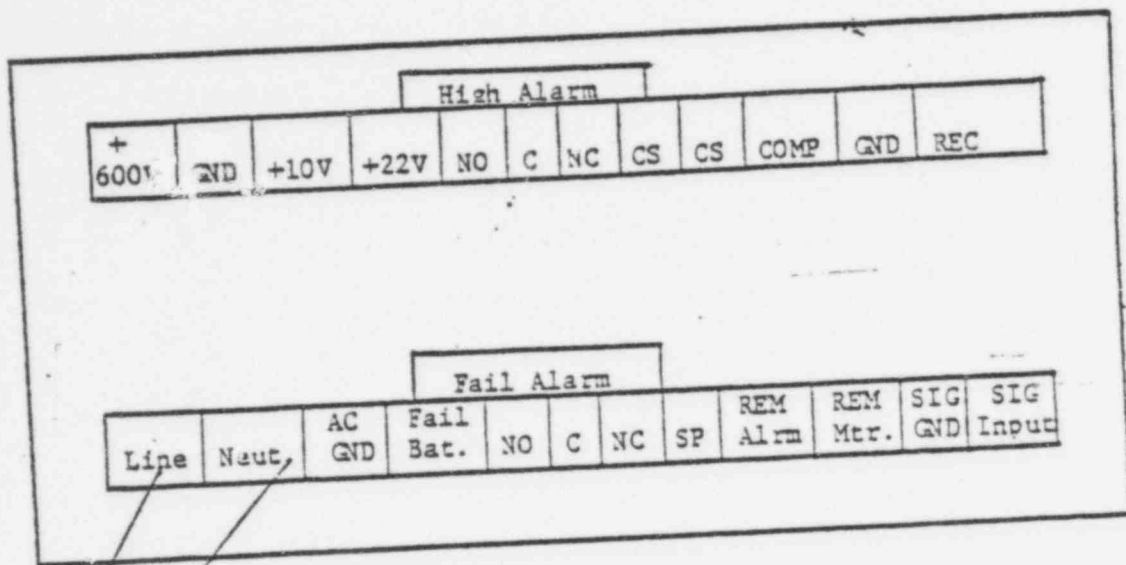 High Alarm
+
600V GND +10V +22V NO C NC CS CS COMP GND REC
Fail Alarm
AC Fail REM REM SIG SIG
Line Neut. GND Bat. NO C NC SP Alrm Mtr. GND Input